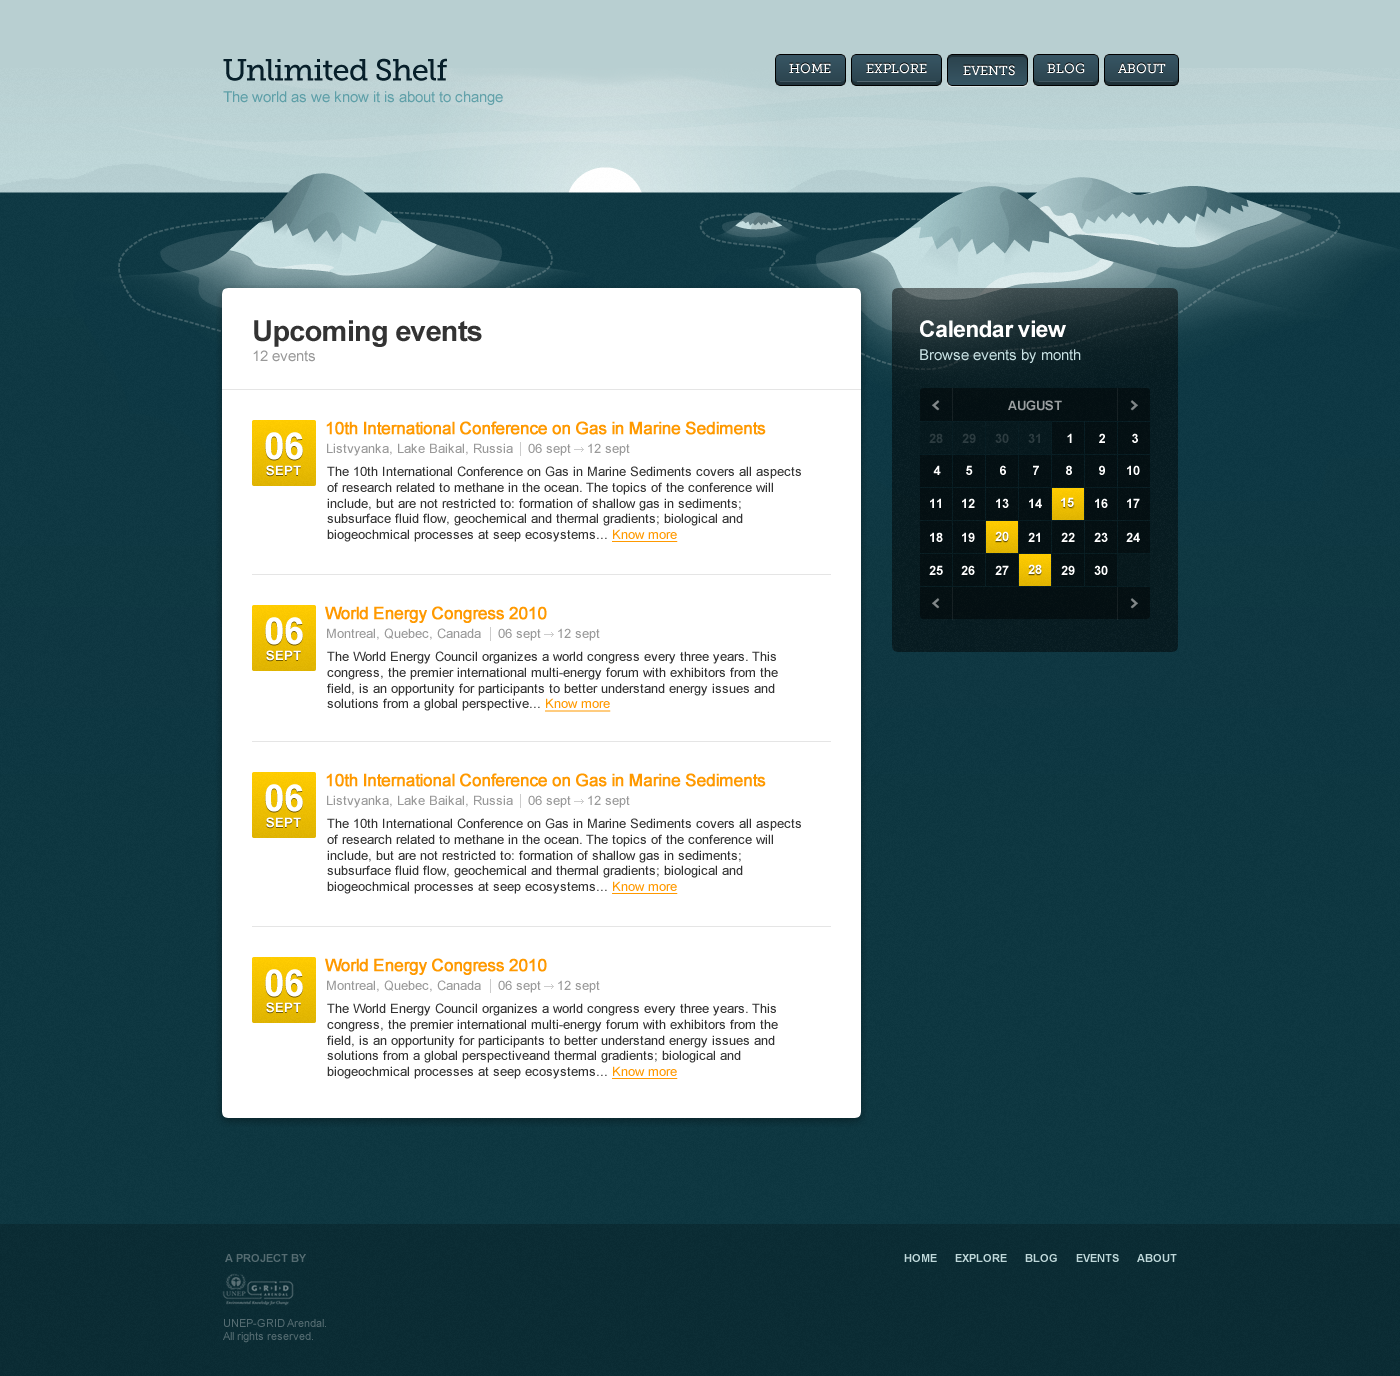 Unlimited Shelf
The world as we know it is about to change
HOME EXPLORE EVENTS BLOG ABOUT
Upcoming events
12 events
06
SEPT
10th International Conference on Gas in Marine Sediments
Listvyanka, Lake Baikal, Russia | 06 sept → 12 sept
The 10th International Conference on Gas in Marine Sediments covers all aspects
of research related to methane in the ocean. The topics of the conference will
include, but are not restricted to: formation of shallow gas in sediments;
subsurface fluid flow, geochemical and thermal gradients; biological and
biogeochmical processes at seep ecosystems... Know more
06
SEPT
World Energy Congress 2010
Montreal, Quebec, Canada | 06 sept → 12 sept
The World Energy Council organizes a world congress every three years. This
congress, the premier international multi-energy forum with exhibitors from the
field, is an opportunity for participants to better understand energy issues and
solutions from a global perspective... Know more
06
SEPT
10th International Conference on Gas in Marine Sediments
Listvyanka, Lake Baikal, Russia | 06 sept → 12 sept
The 10th International Conference on Gas in Marine Sediments covers all aspects
of research related to methane in the ocean. The topics of the conference will
include, but are not restricted to: formation of shallow gas in sediments;
subsurface fluid flow, geochemical and thermal gradients; biological and
biogeochmical processes at seep ecosystems... Know more
06
SEPT
World Energy Congress 2010
Montreal, Quebec, Canada | 06 sept → 12 sept
The World Energy Council organizes a world congress every three years. This
congress, the premier international multi-energy forum with exhibitors from the
field, is an opportunity for participants to better understand energy issues and
solutions from a global perspectiveand thermal gradients; biological and
biogeochmical processes at seep ecosystems... Know more
Calendar view
Browse events by month
< AUGUST >
28 29 30 31 1 2 3
4 5 6 7 8 9 10
11 12 13 14 15 16 17
18 19 20 21 22 23 24
25 26 27 28 29 30
< >
A PROJECT BY
UNEP GRID
ARENDAL
Environmental Knowledge for Change
UNEP-GRID Arendal.
All rights reserved.
HOME EXPLORE BLOG EVENTS ABOUT